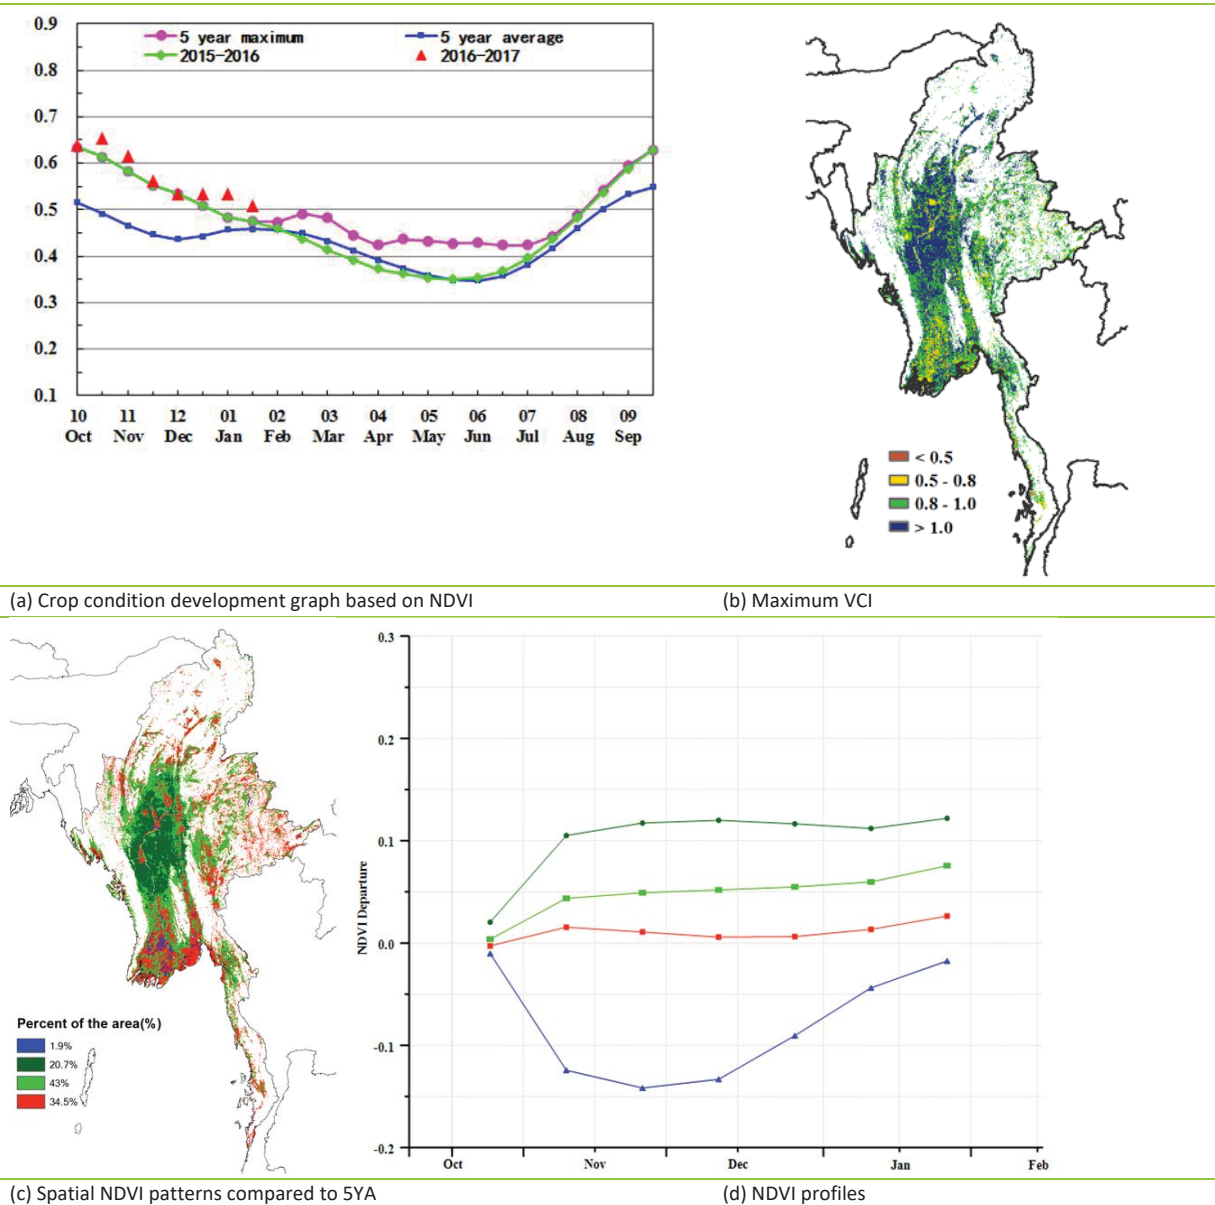 0.9
0.8
0.7
0.6
0.5
0.4
0.3
0.2
0.1
5 year maximum
5 year average
2015-2016
2016-2017
10 11 12 01 02 03 04 05 06 07 08 09
Oct Nov Dec Jan Feb Mar Apr May Jun Jul Aug Sep
< 0.5
0.5 - 0.8
0.8 - 1.0
> 1.0
(a) Crop condition development graph based on NDVI
(b) Maximum VCI
Percent of the area(%)
1.9%
20.7%
43%
34.5%
0.3
0.2
0.1
0.0
-0.1
-0.2
NDVI Departure
Oct Nov Dec Jan Feb
(c) Spatial NDVI patterns compared to 5YA
(d) NDVI profiles